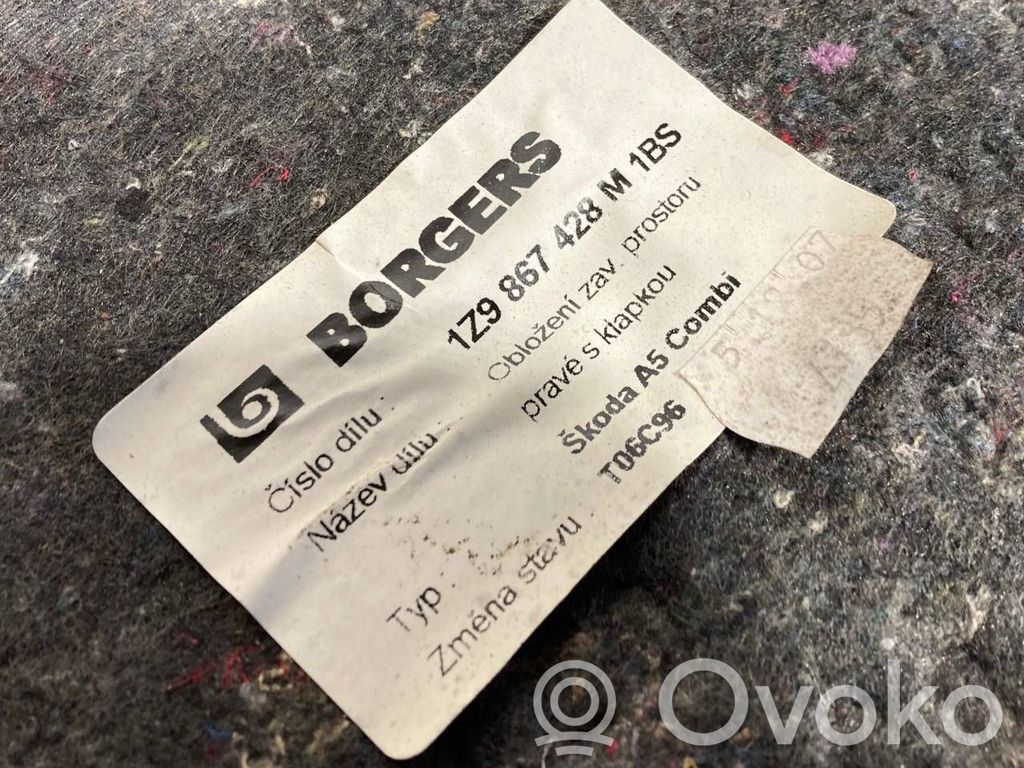 BORGERS
Číslo dílu 1Z9 867 428 M 1BS
Název dílu Obložení zav. prostoru
pravé s klapkou
Typ Škoda A5 Combi
Změna stavu T06C96
Ovoko